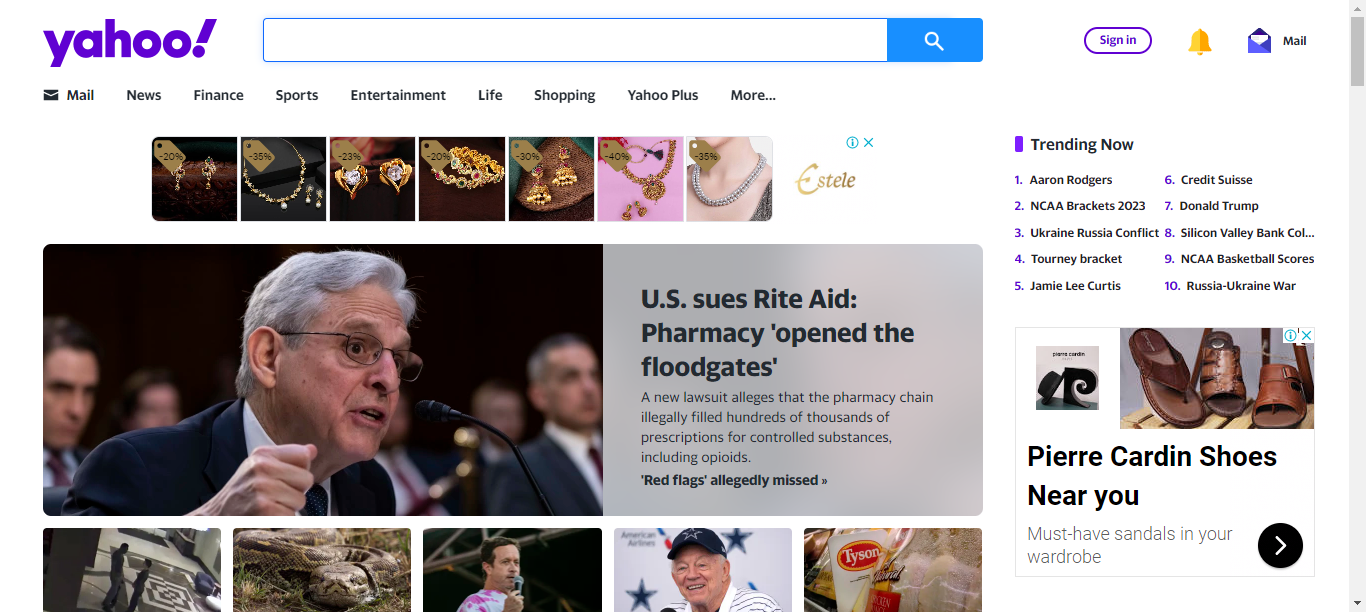 yahoo!
Sign in
Mail
Mail
News
Finance
Sports
Entertainment
Life
Shopping
Yahoo Plus
More...
-20%
-35%
-23%
-20%
-30%
-40%
-35%
Estele
U.S. sues Rite Aid:
Pharmacy 'opened the
floodgates'
A new lawsuit alleges that the pharmacy chain
illegally filled hundreds of thousands of
prescriptions for controlled substances,
including opioids.
'Red flags' allegedly missed »
American
Airlines
Tyson
Trending Now
1. Aaron Rodgers
2. NCAA Brackets 2023
3. Ukraine Russia Conflict
4. Tourney bracket
5. Jamie Lee Curtis
6. Credit Suisse
7. Donald Trump
8. Silicon Valley Bank Col...
9. NCAA Basketball Scores
10. Russia-Ukraine War
pierre cardin
Pierre Cardin Shoes
Near you
Must-have sandals in your
wardrobe